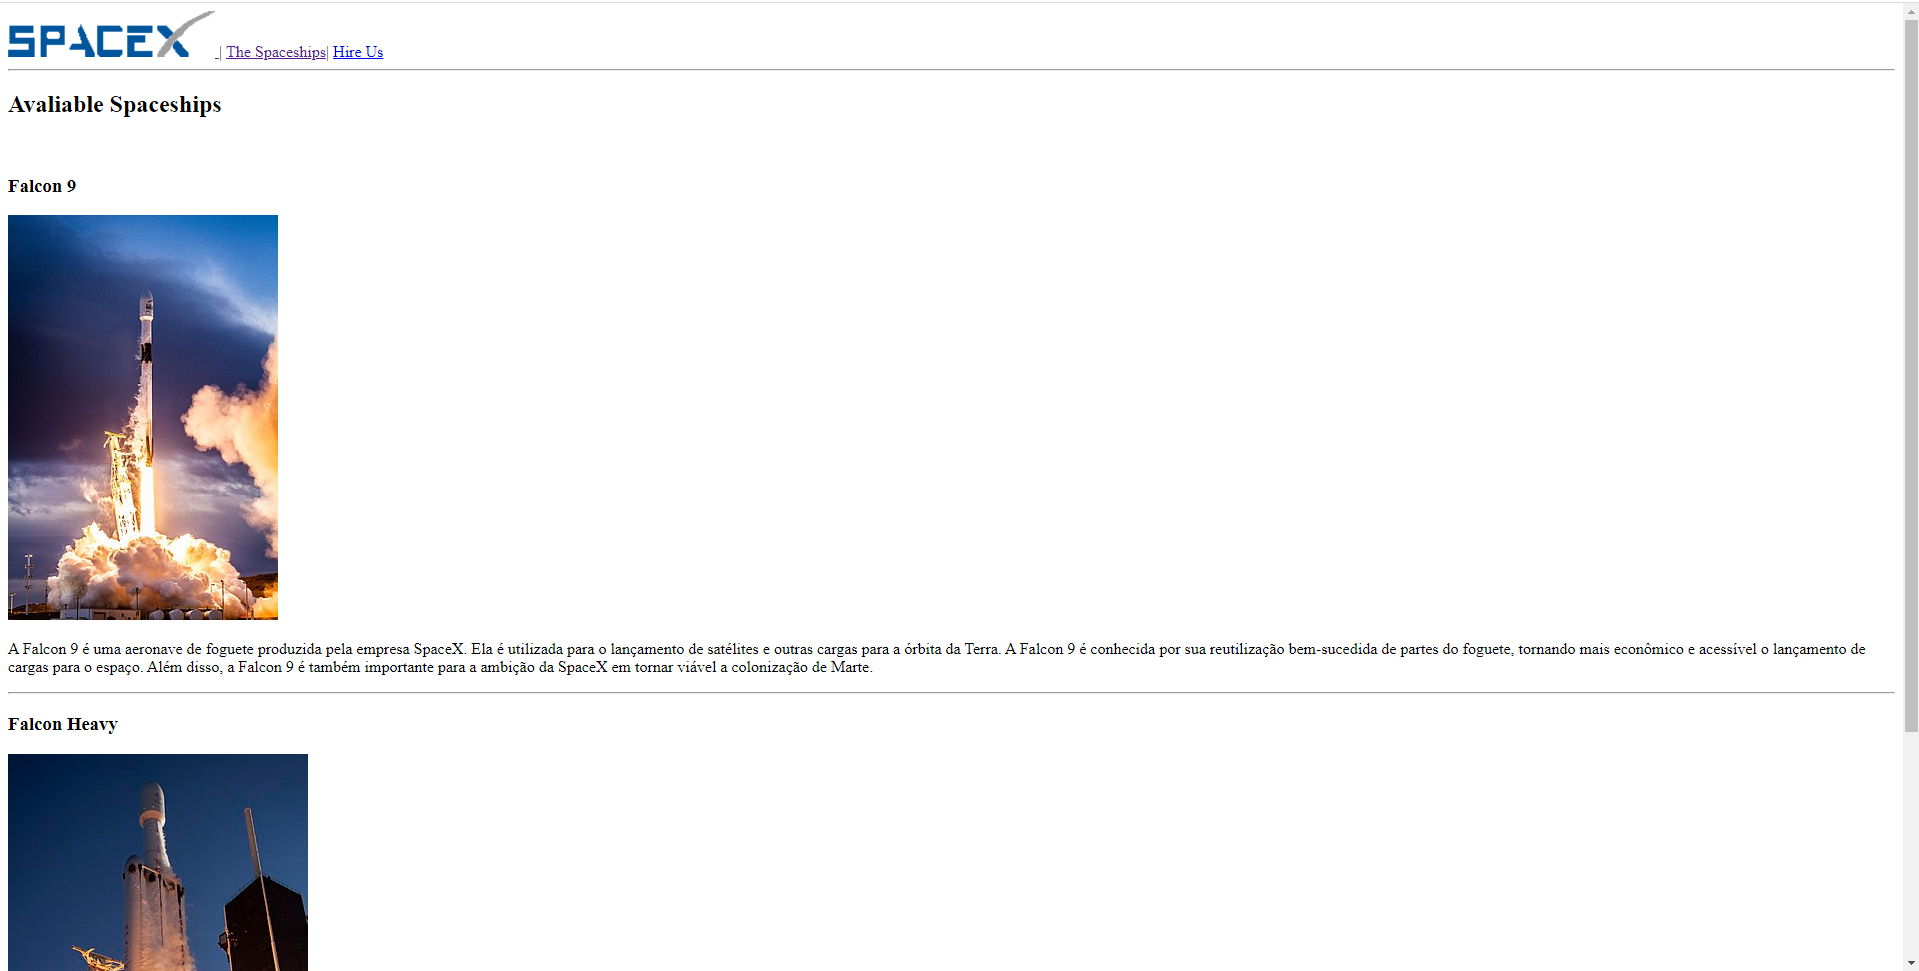 SPACEX | The Spaceships| Hire Us
Avaliable Spaceships
Falcon 9
A Falcon 9 é uma aeronave de foguete produzida pela empresa SpaceX. Ela é utilizada para o lançamento de satélites e outras cargas para a órbita da Terra. A Falcon 9 é conhecida por sua reutilização bem-sucedida de partes do foguete, tornando mais econômico e acessível o lançamento de
cargas para o espaço. Além disso, a Falcon 9 é também importante para a ambição da SpaceX em tornar viável a colonização de Marte.
Falcon Heavy